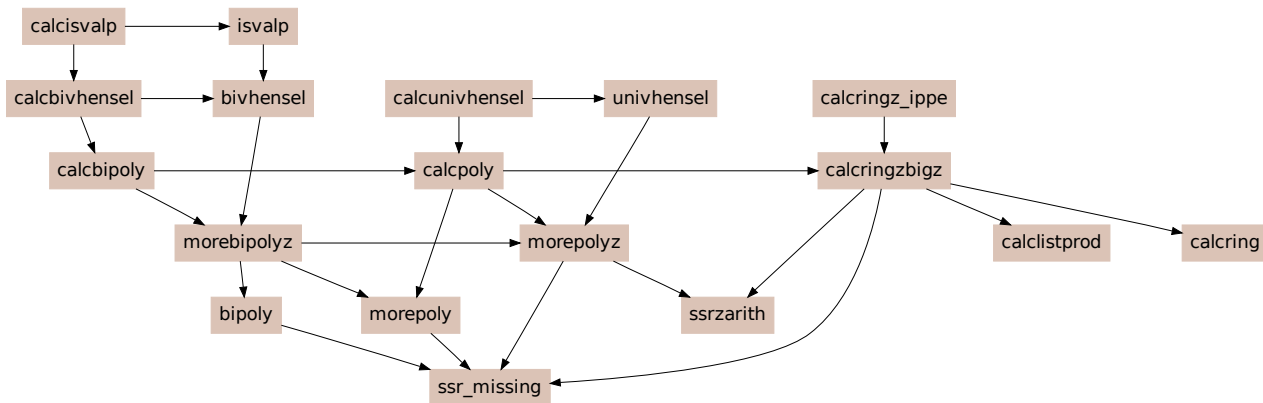 calcisvalp
isvalp
calcbivhensel
bivhensel
calcunivhensel
univhensel
calcringz_ippe
calcbipoly
calcpoly
calcringzbigz
morebipolyz
morepolyz
calclistprod
calcring
bipoly
morepoly
ssrzarith
ssr_missing